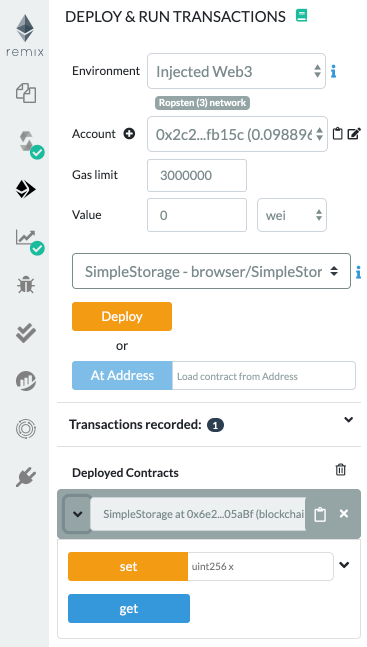 remix
DEPLOY & RUN TRANSACTIONS
Environment
Injected Web3
i
Ropsten (3) network
Account
0x2c2...fb15c (0.09889
Gas limit
3000000
Value
0
wei
SimpleStorage - browser/SimpleStor
i
Deploy
or
At Address
Load contract from Address
Transactions recorded: 1
Deployed Contracts
SimpleStorage at 0x6e2...05aBf (blockchai
set
uint256 x
get